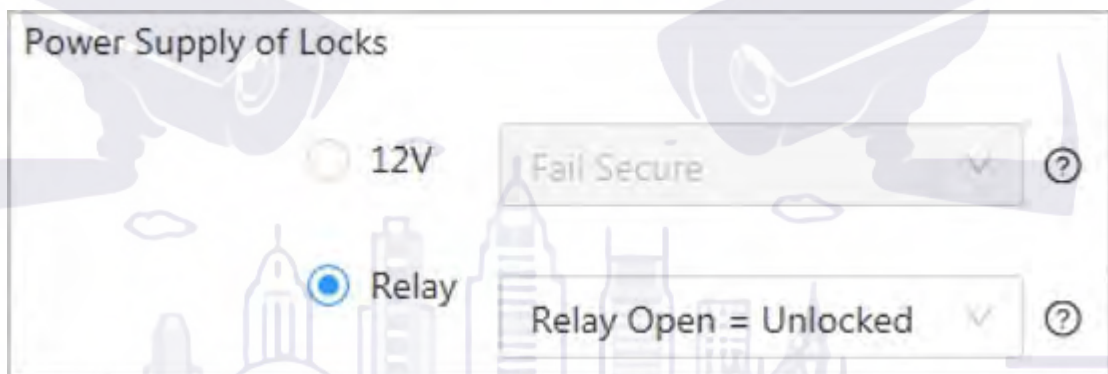 Power Supply of Locks
12V
Fail Secure
?
Relay
Relay Open = Unlocked
?